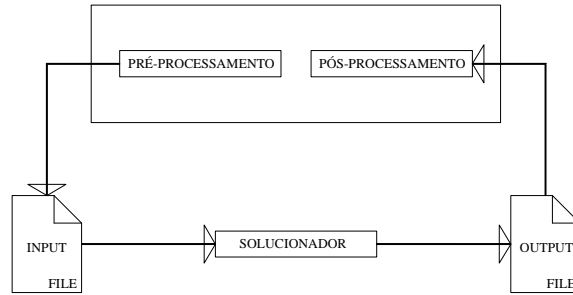 PRÉ-PROCESSAMENTO
PÓS-PROCESSAMENTO
INPUT
FILE
SOLUCIONADOR
OUTPUT
FILE